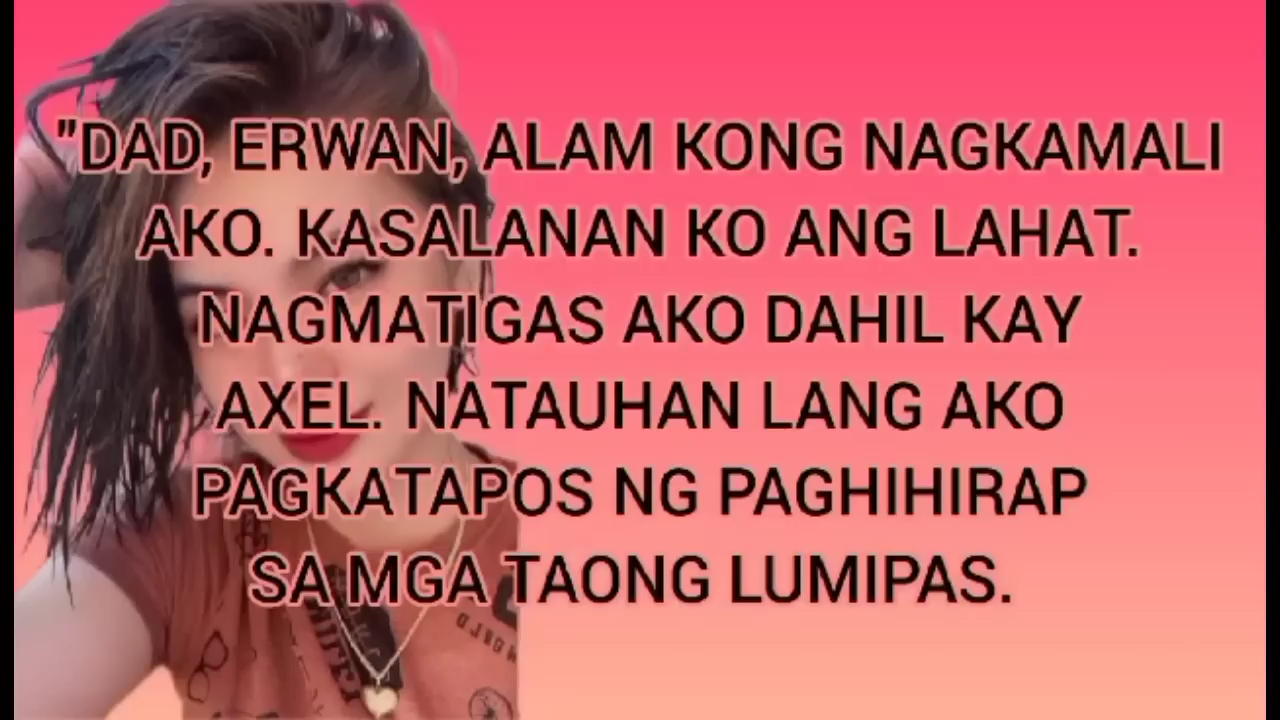 "DAD, ERWAN, ALAM KONG NAGKAMALI
AKO. KASALANAN KO ANG LAHAT.
NAGMATIGAS AKO DAHIL KAY
AXEL. NATAUHAN LANG AKO
PAGKATAPOS NG PAGHIHIRAP
SA MGA TAONG LUMIPAS.